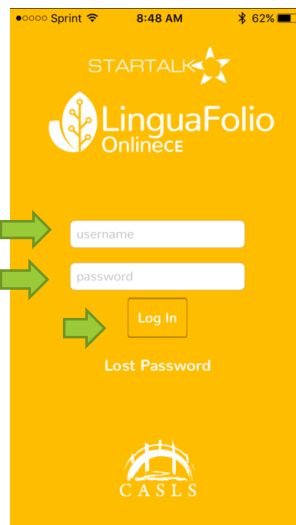 ●○○○○ Sprint 8:48 AM 62%
STARTALK
LinguaFolio
OnlineCE
username
password
Log In
Lost Password
CASLS